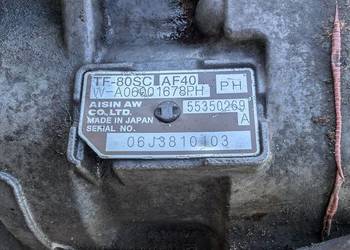 TF-80SC AF40 PH
W-A06001678PH
AISIN AW 55350269
CO.,LTD. A
MADE IN JAPAN
SERIAL NO.
06J3810103